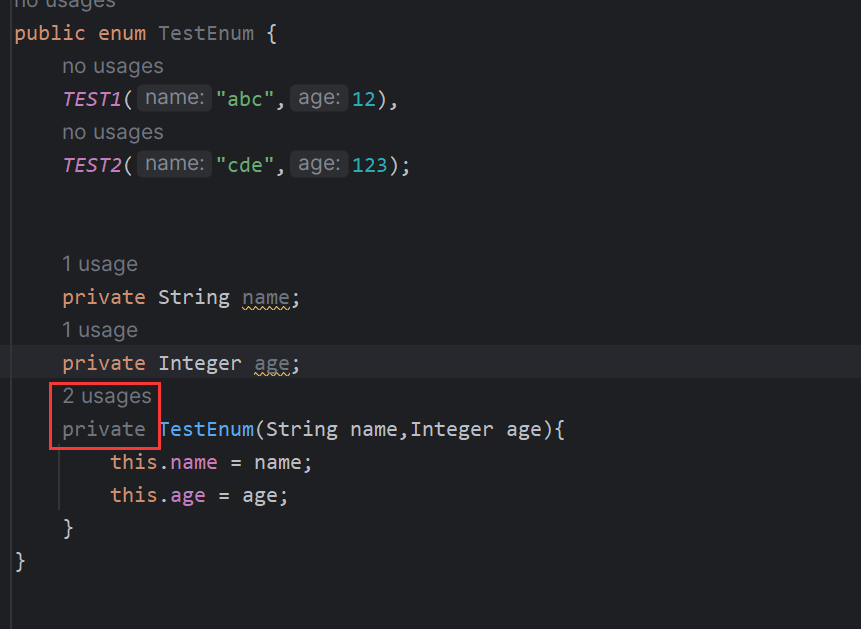 no usages
public enum TestEnum {
no usages
TEST1( name: "abc", age: 12),
no usages
TEST2( name: "cde", age: 123);
1 usage
private String name;
1 usage
private Integer age;
2 usages
private TestEnum(String name,Integer age){
this.name = name;
this.age = age;
}
}